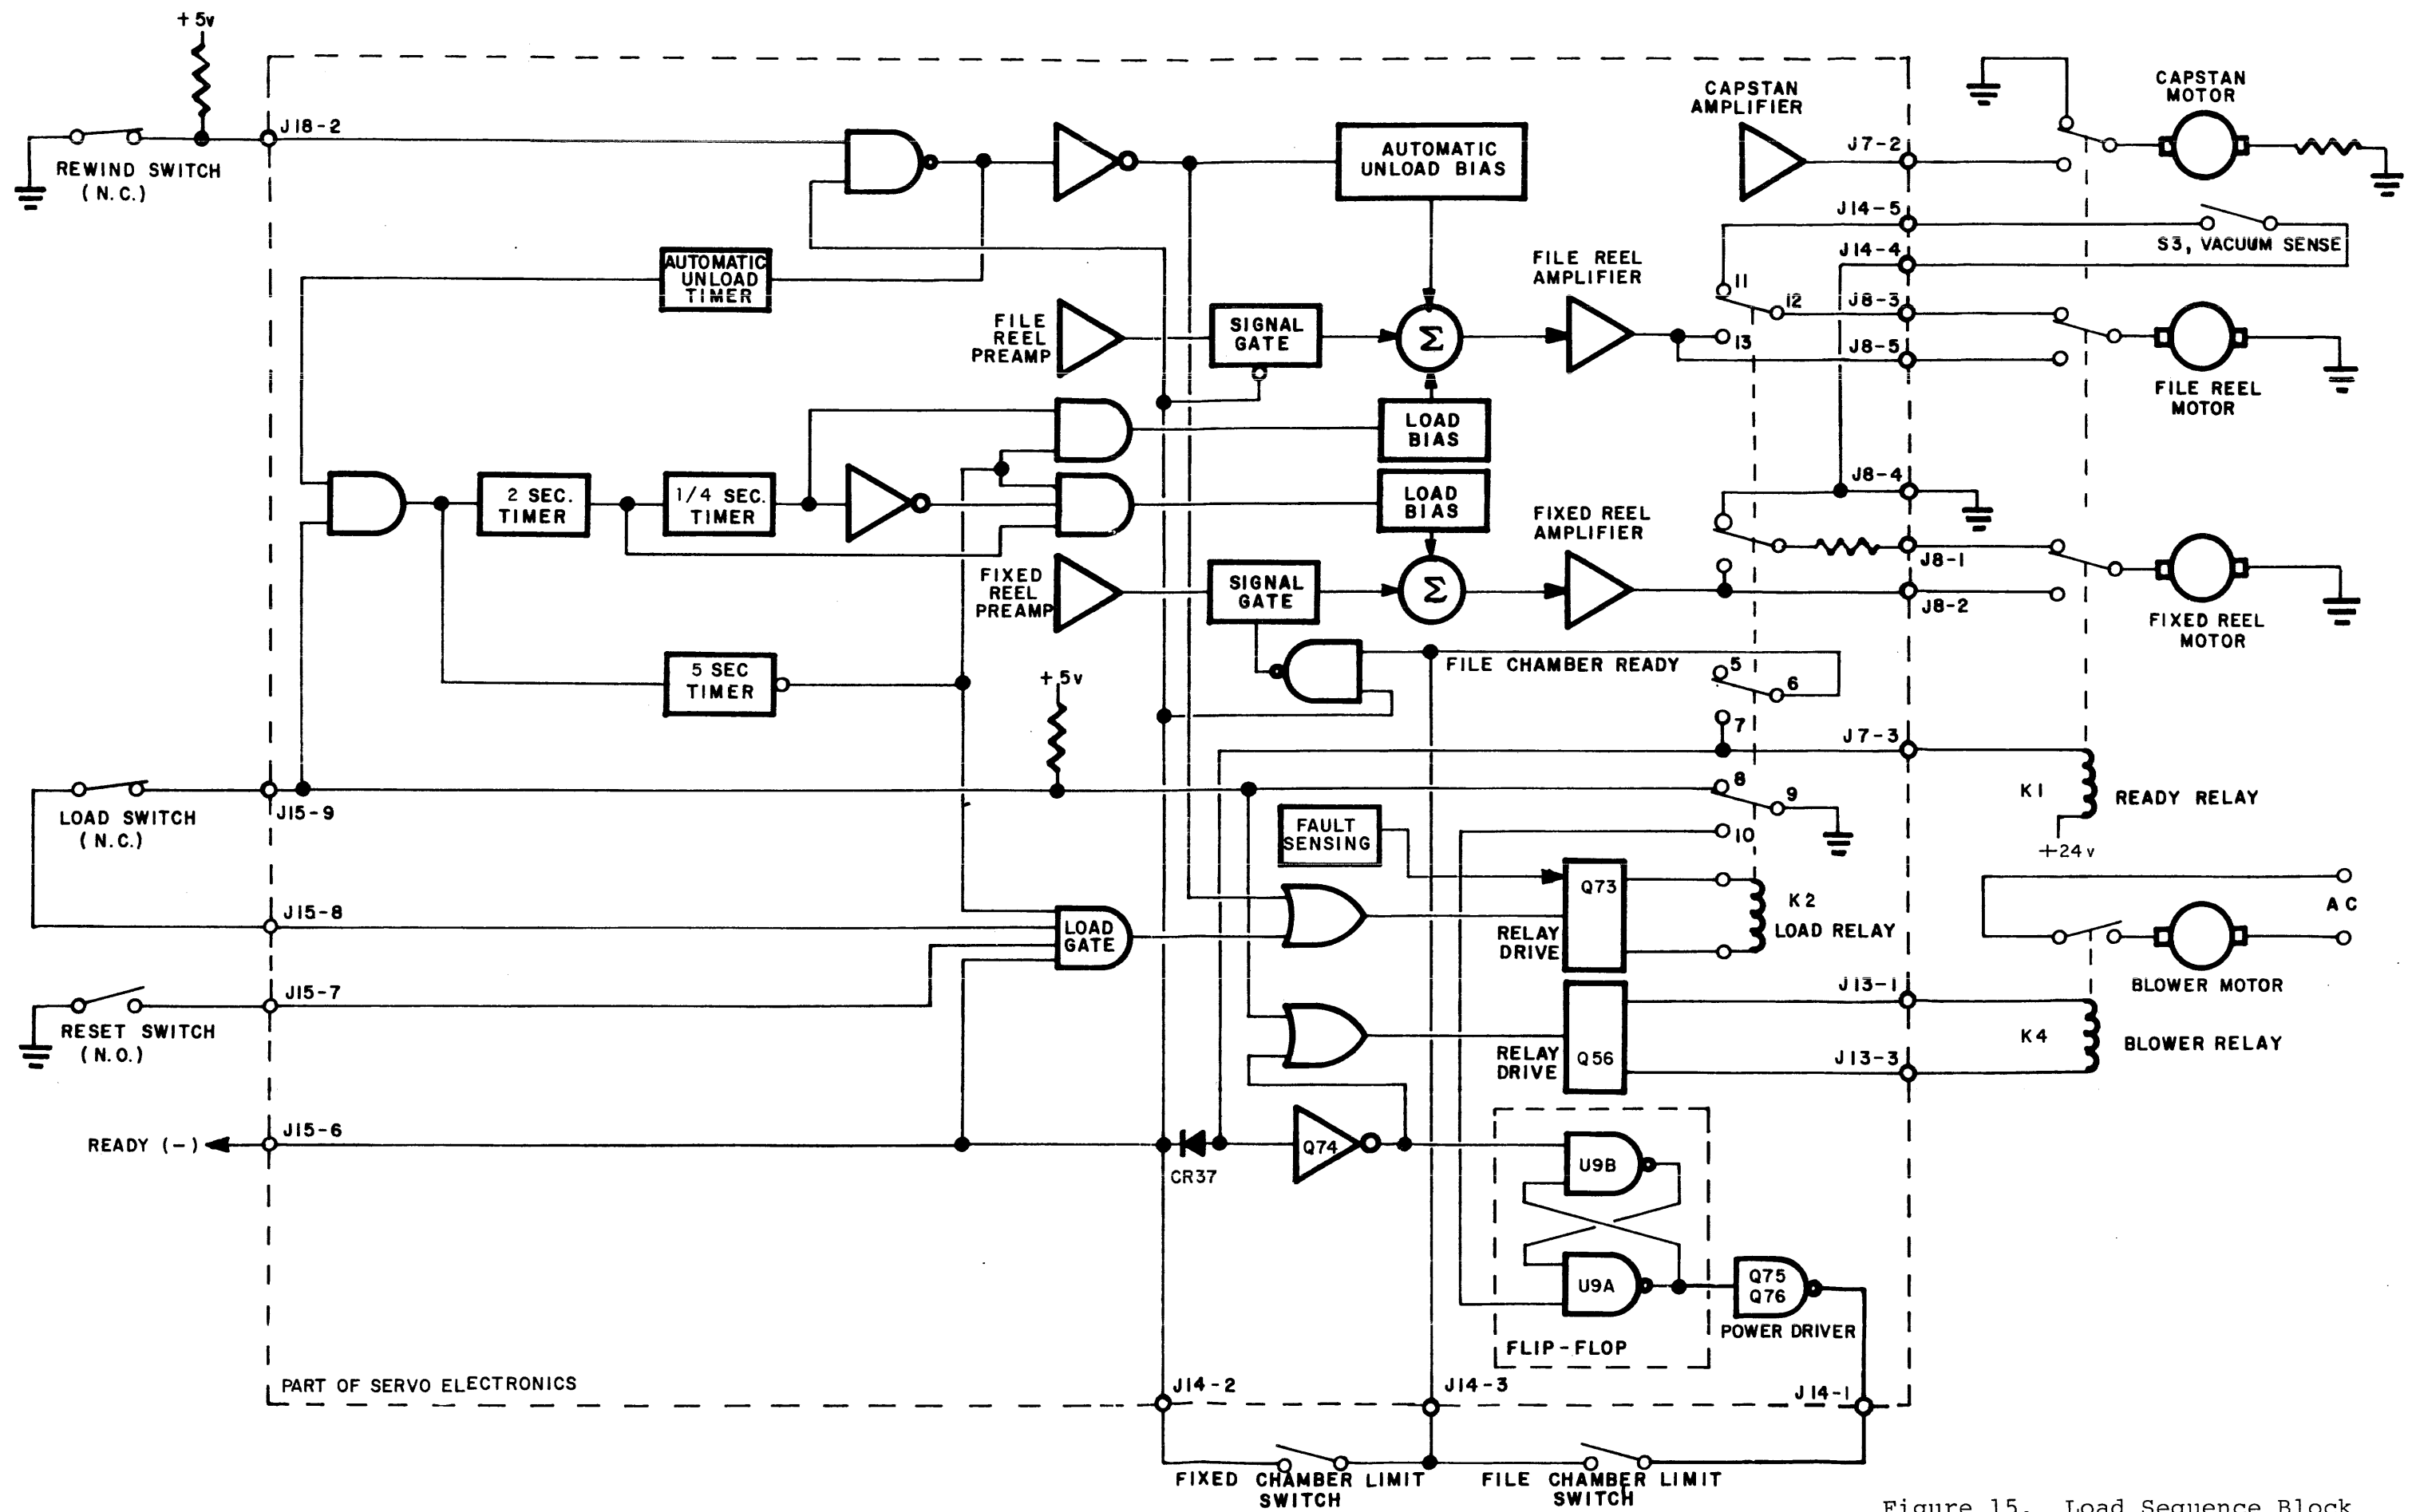 +5v
J18-2
REWIND SWITCH
(N.C.)
AUTOMATIC
UNLOAD BIAS
CAPSTAN
AMPLIFIER
J7-2
CAPSTAN
MOTOR
J14-5
S3, VACUUM SENSE
J14-4
AUTOMATIC
UNLOAD
TIMER
FILE REEL
AMPLIFIER
11
12
13
J8-3
J8-5
FILE
REEL
PREAMP
SIGNAL
GATE
Σ
FILE REEL
MOTOR
LOAD
BIAS
2 SEC.
TIMER
1/4 SEC.
TIMER
LOAD
BIAS
J8-4
FIXED REEL
AMPLIFIER
J8-1
J8-2
FIXED
REEL
PREAMP
SIGNAL
GATE
Σ
FIXED REEL
MOTOR
5 SEC
TIMER
+5v
FILE CHAMBER READY
5
6
7
J7-3
LOAD SWITCH
(N.C.)
J15-9
8
9
10
K1
READY RELAY
+24v
FAULT
SENSING
Q73
K2
LOAD RELAY
RELAY
DRIVE
AC
BLOWER MOTOR
J15-8
LOAD
GATE
J15-7
RESET SWITCH
(N.O.)
J13-1
RELAY
DRIVE
Q56
J13-3
K4
BLOWER RELAY
J15-6
READY (-)
CR37
Q74
U9B
U9A
FLIP-FLOP
Q75
Q76
POWER DRIVER
PART OF SERVO ELECTRONICS
J14-2
J14-3
J14-1
FIXED CHAMBER LIMIT
SWITCH
FILE CHAMBER LIMIT
SWITCH
Figure 15. Load Sequence Block